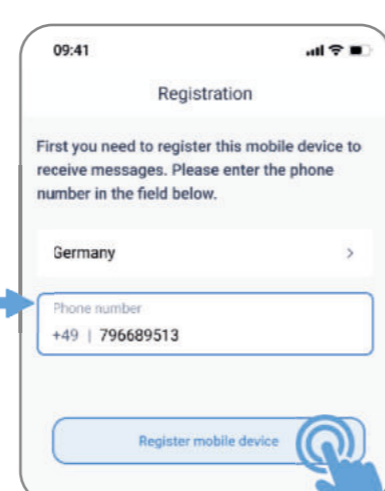 09:41
Registration
First you need to register this mobile device to
receive messages. Please enter the phone
number in the field below.
Germany
Phone number
+49 | 796689513
Register mobile device